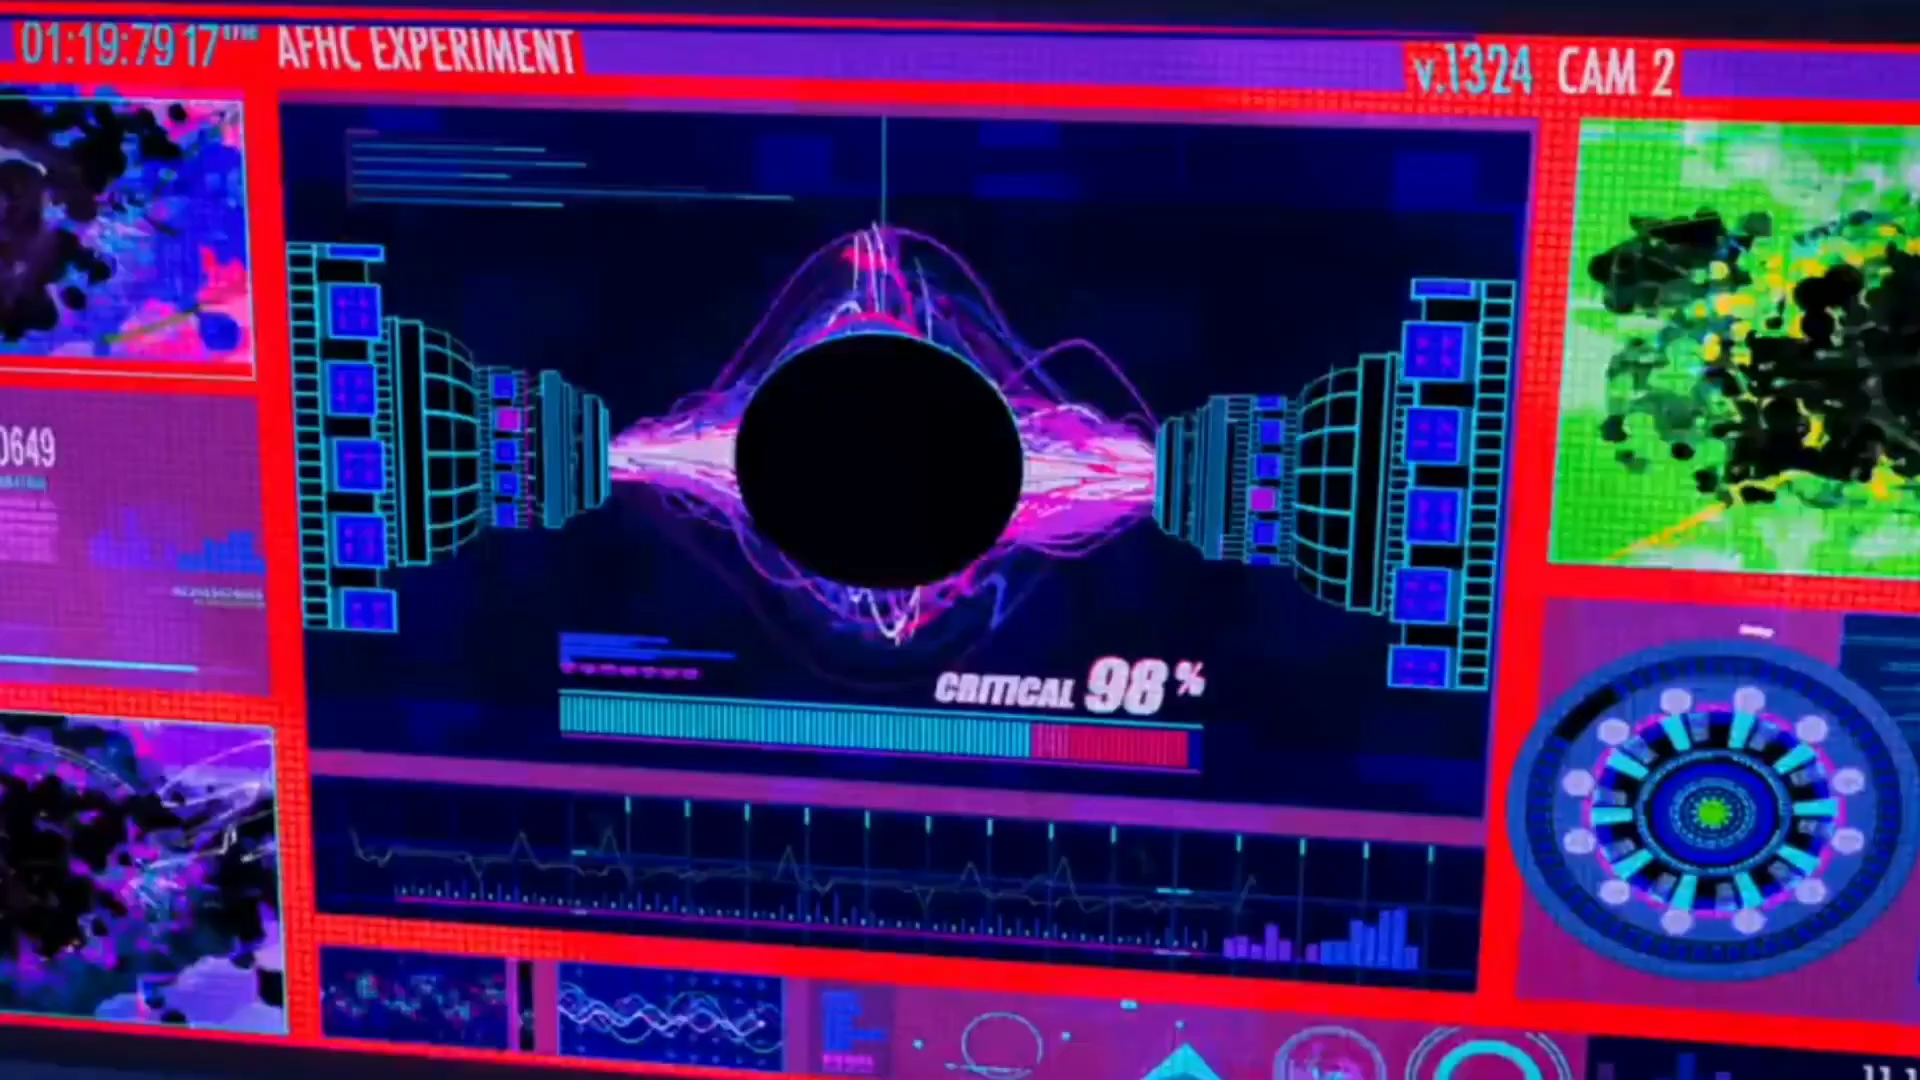 01:19:79 17
AFHC EXPERIMENT
v.1324 CAM 2
0649
CRITICAL 98 %